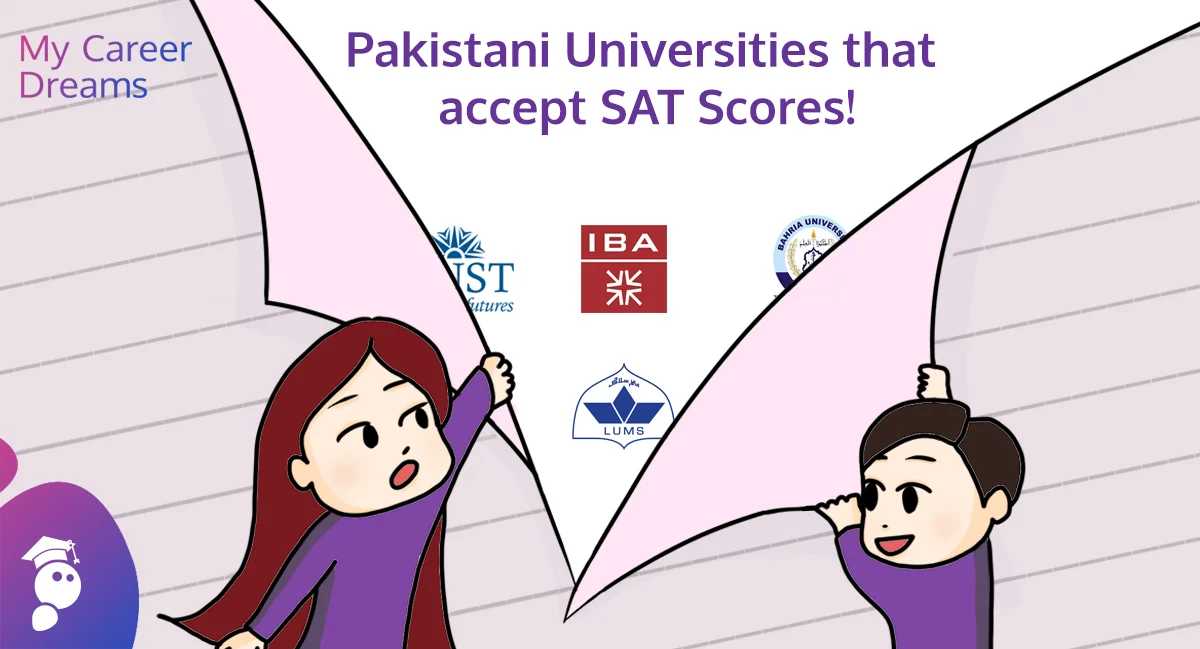 My Career
Dreams
Pakistani Universities that
accept SAT Scores!
IBA
LUMS